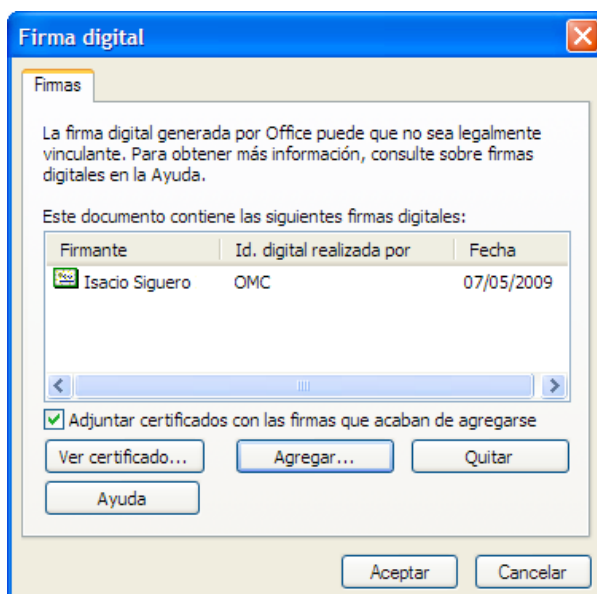 Firma digital
Firmas
La firma digital generada por Office puede que no sea legalmente
vinculante. Para obtener más información, consulte sobre firmas
digitales en la Ayuda.
Este documento contiene las siguientes firmas digitales:
Firmante Id. digital realizada por Fecha
Isacio Siguero OMC 07/05/2009
Adjuntar certificados con las firmas que acaban de agregarse
Ver certificado... Agregar... Quitar
Ayuda
Aceptar Cancelar